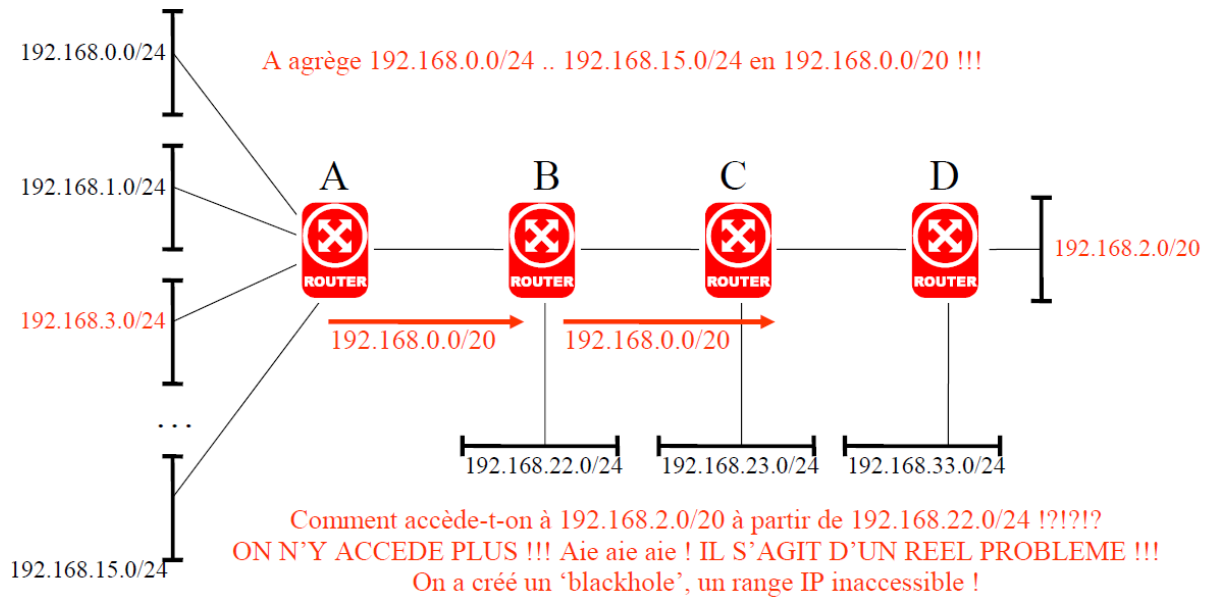 192.168.0.0/24
A agrège 192.168.0.0/24 .. 192.168.15.0/24 en 192.168.0.0/20 !!!
192.168.1.0/24
A
B
C
D
ROUTER
ROUTER
ROUTER
ROUTER
192.168.2.0/20
192.168.3.0/24
192.168.0.0/20
192.168.0.0/20
...
192.168.22.0/24
192.168.23.0/24
192.168.33.0/24
192.168.15.0/24
Comment accède-t-on à 192.168.2.0/20 à partir de 192.168.22.0/24 !?!?!?
ON N'Y ACCEDE PLUS !!! Aie aie aie ! IL S'AGIT D'UN REEL PROBLEME !!!
On a créé un ‘blackhole’, un range IP inaccessible !